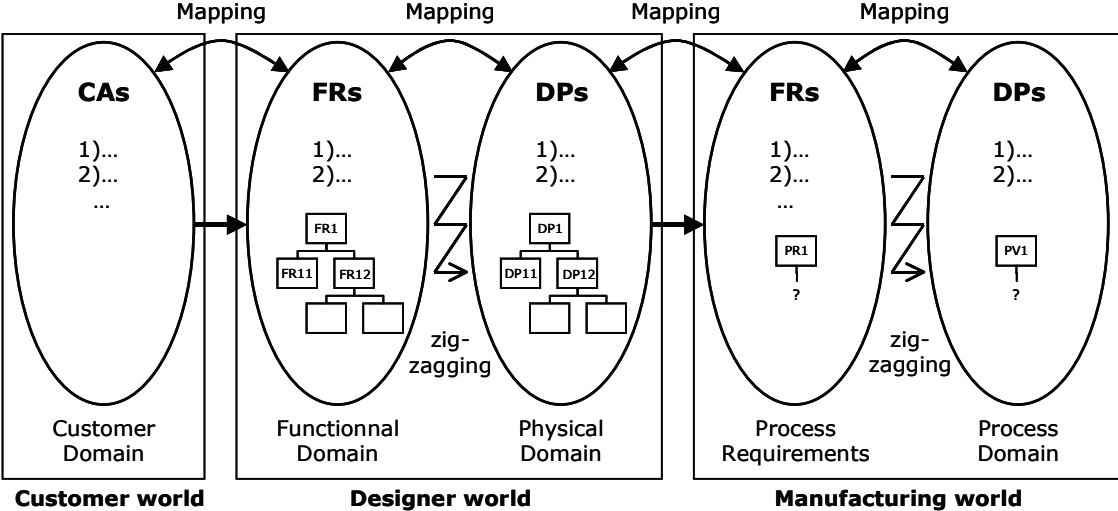 Mapping Mapping Mapping Mapping
CAs FRs DPs FRs DPs
1)... 1)... 1)... 1)... 1)...
2)... 2)... 2)... 2)... 2)...
... ...
FR1 DP1
PR1 PV1
FR11 FR12 DP11 DP12
? ?
zig- zig-
zagging zagging
Customer Functionnal Physical Process Process
Domain Domain Domain Requirements Domain
Customer world Designer world Manufacturing world